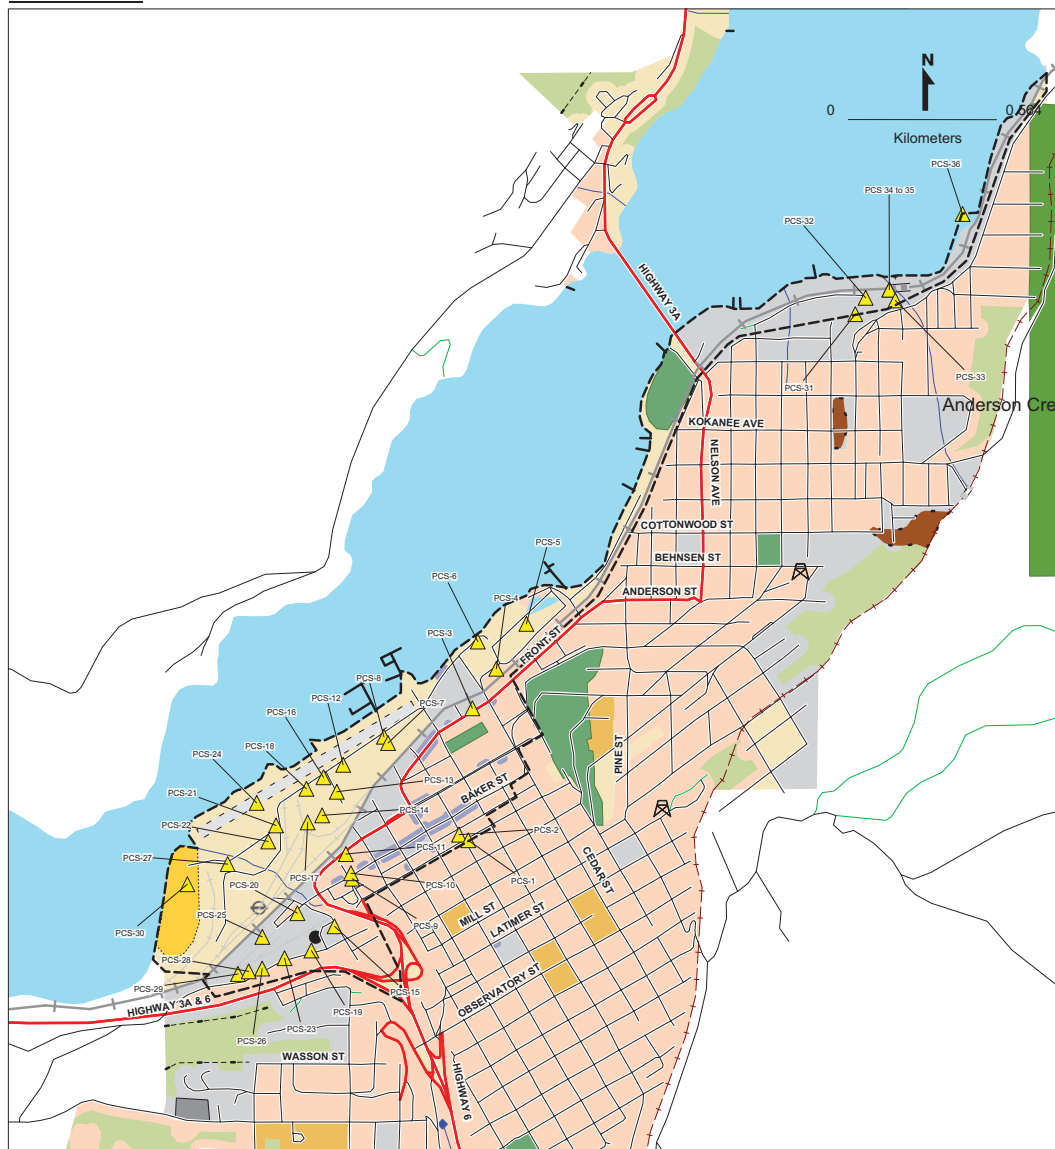 N
0
0.564
Kilometers
PCS-36
PCS 34 to 35
PCS-32
HIGHWAY 3A
PCS-33
PCS-31
Anderson Cre
KOKANEE AVE
NELSON AVE
COTTONWOOD ST
PCS-5
BEHNSEN ST
PCS-6
ANDERSON ST
PCS-4
PCS-3
FRONT ST
PCS-8
PCS-12
PCS-7
PCS-16
PINE ST
PCS-18
PCS-24
PCS-13
BAKER ST
PCS-21
PCS-14
PCS-22
PCS-2
PCS-11
PCS-27
CEDAR ST
PCS-17
PCS-10
PCS-1
PCS-20
MILL ST
PCS-25
LATIMER ST
PCS-9
PCS-30
PCS-28
OBSERVATORY ST
PCS-29
PCS-15
HIGHWAY 3A & 6
PCS-19
PCS-23
PCS-26
WASSON ST
HIGHWAY 6